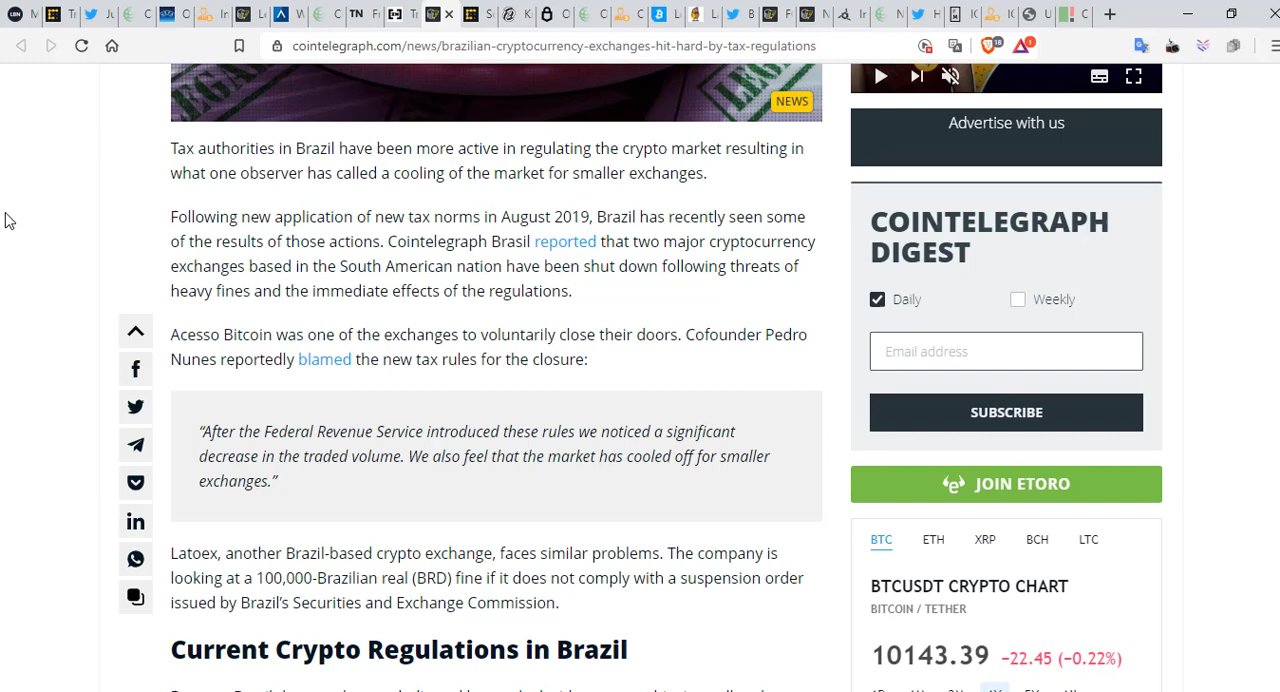 cointelegraph.com/news/brazilian-cryptocurrency-exchanges-hit-hard-by-tax-regulations
NEWS
Tax authorities in Brazil have been more active in regulating the crypto market resulting in
what one observer has called a cooling of the market for smaller exchanges.
Following new application of new tax norms in August 2019, Brazil has recently seen some
of the results of those actions. Cointelegraph Brasil reported that two major cryptocurrency
exchanges based in the South American nation have been shut down following threats of
heavy fines and the immediate effects of the regulations.
Acesso Bitcoin was one of the exchanges to voluntarily close their doors. Cofounder Pedro
Nunes reportedly blamed the new tax rules for the closure:
“After the Federal Revenue Service introduced these rules we noticed a significant
decrease in the traded volume. We also feel that the market has cooled off for smaller
exchanges.”
Latoex, another Brazil-based crypto exchange, faces similar problems. The company is
looking at a 100,000-Brazilian real (BRD) fine if it does not comply with a suspension order
issued by Brazil’s Securities and Exchange Commission.
Current Crypto Regulations in Brazil
Advertise with us
COINTELEGRAPH
DIGEST
Daily Weekly
Email address
SUBSCRIBE
JOIN ETORO
BTC ETH XRP BCH LTC
BTCUSDT CRYPTO CHART
BITCOIN / TETHER
10143.39 −22.45 (−0.22%)